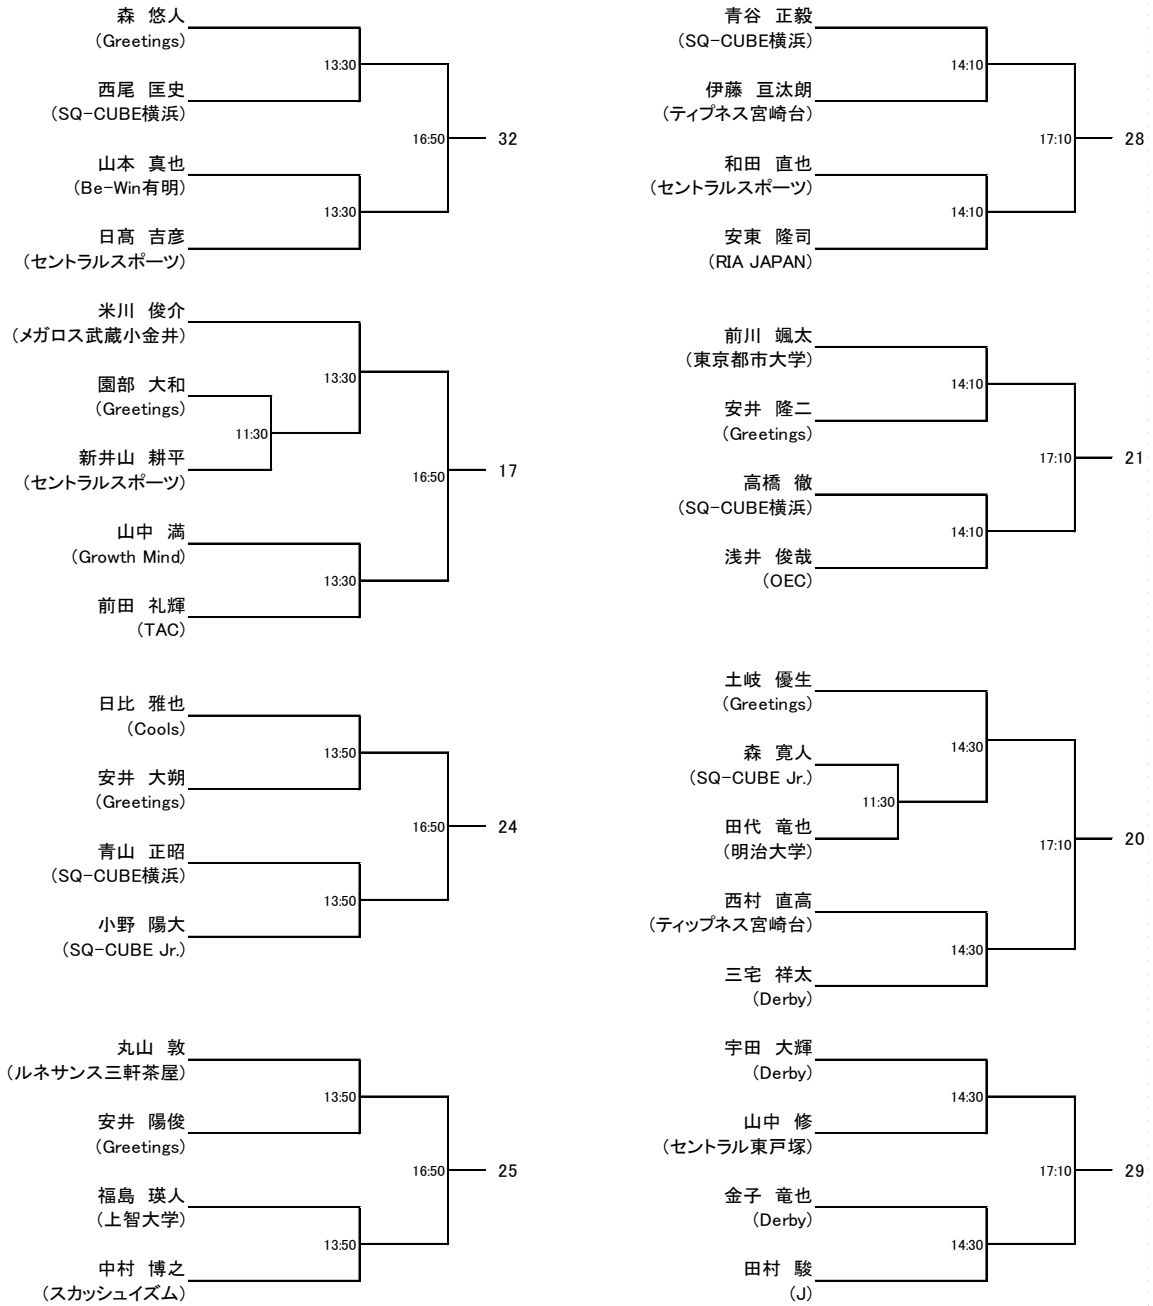 森 悠人
(Greetings)
13:30
西尾 匡史
(SQ-CUBE横浜)
16:50
32
山本 真也
(Be-Win有明)
13:30
日髙 吉彦
(セントラルスポーツ)
米川 俊介
(メガロス武蔵小金井)
13:30
園部 大和
(Greetings)
11:30
新井山 耕平
(セントラルスポーツ)
16:50
17
山中 満
(Growth Mind)
13:30
前田 礼輝
(TAC)
日比 雅也
(Cools)
13:50
安井 大朔
(Greetings)
16:50
24
青山 正昭
(SQ-CUBE横浜)
13:50
小野 陽大
(SQ-CUBE Jr.)
丸山 敦
(ルネサンス三軒茶屋)
13:50
安井 陽俊
(Greetings)
16:50
25
福島 瑛人
(上智大学)
13:50
中村 博之
(スカッシュイズム)
青谷 正毅
(SQ-CUBE横浜)
14:10
伊藤 亘汰朗
(ティプネス宮崎台)
17:10
28
和田 直也
(セントラルスポーツ)
14:10
安東 隆司
(RIA JAPAN)
前川 颯太
(東京都市大学)
14:10
安井 隆二
(Greetings)
17:10
21
高橋 徹
(SQ-CUBE横浜)
14:10
浅井 俊哉
(OEC)
土岐 優生
(Greetings)
14:30
森 寛人
(SQ-CUBE Jr.)
11:30
田代 竜也
(明治大学)
17:10
20
西村 直高
(ティップネス宮崎台)
14:30
三宅 祥太
(Derby)
宇田 大輝
(Derby)
14:30
山中 修
(セントラル東戸塚)
17:10
29
金子 竜也
(Derby)
14:30
田村 駿
(J)